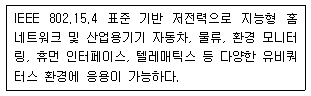 IEEE 802.15.4 표준 기반 저전력으로 지능형 홈
네트워크 및 산업용기기 자동차, 물류, 환경 모니터
링, 휴먼 인터페이스, 텔레매틱스 등 다양한 유비쿼
터스 환경에 응용이 가능하다.